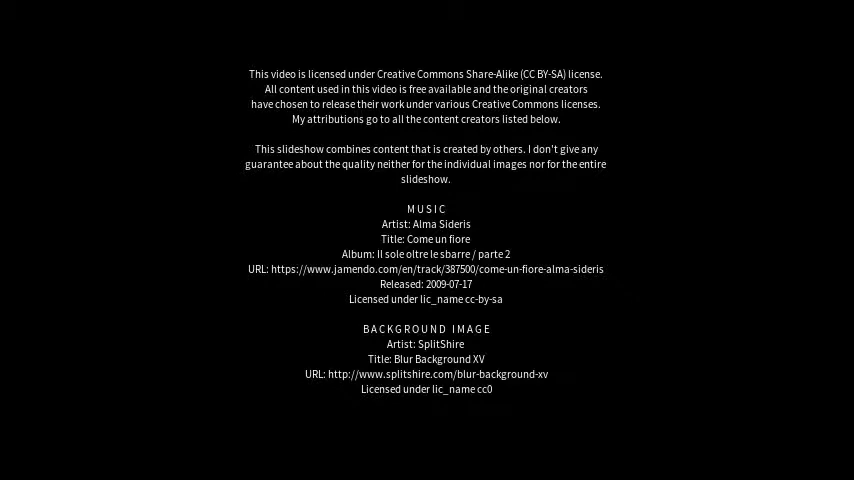 This video is licensed under Creative Commons Share-Alike (CC BY-SA) license.
All content used in this video is free available and the original creators
have chosen to release their work under various Creative Commons licenses.
My attributions go to all the content creators listed below.
This slideshow combines content that is created by others. I don't give any
guarantee about the quality neither for the individual images nor for the entire
slideshow.
MUSIC
Artist: Alma Sideris
Title: Come un fiore
Album: Il sole oltre le sbarre / parte 2
URL: https://www.jamendo.com/en/track/387500/come-un-fiore-alma-sideris
Released: 2009-07-17
Licensed under lic_name cc-by-sa
BACKGROUND IMAGE
Artist: SplitShire
Title: Blur Background XV
URL: http://www.splitshire.com/blur-background-xv
Licensed under lic_name cc0